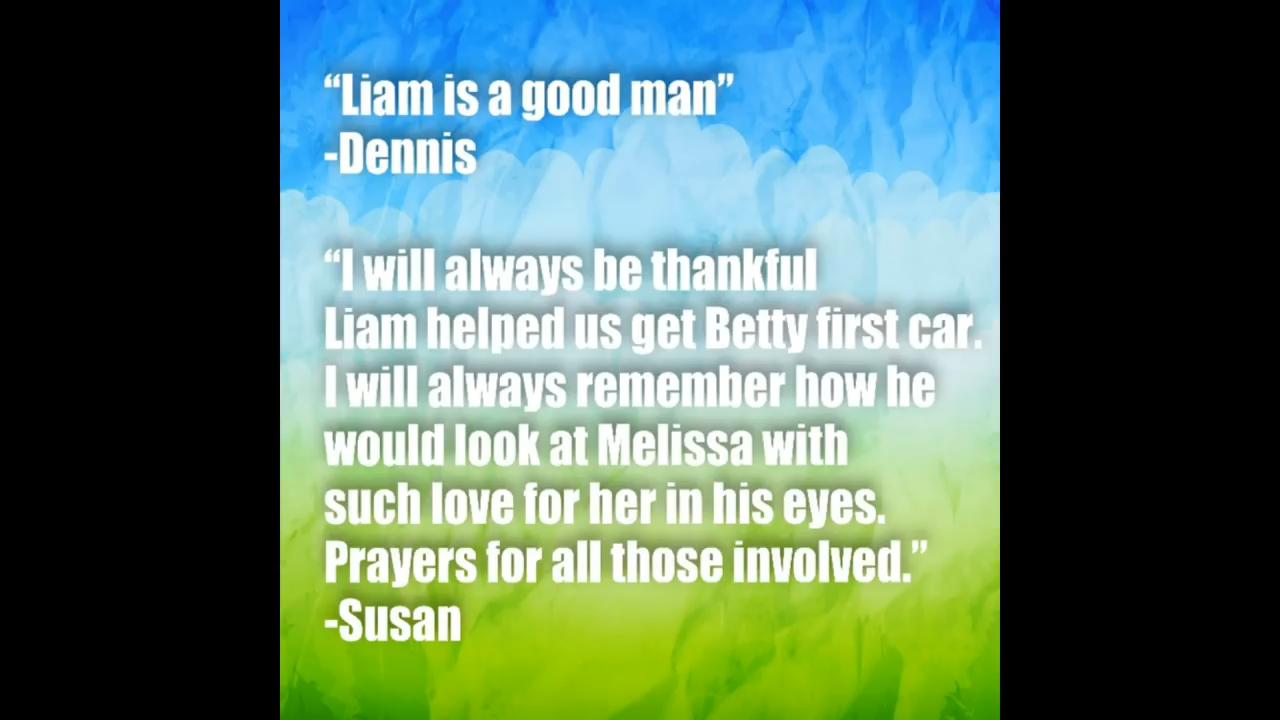 “Liam is a good man”
-Dennis
“I will always be thankful
Liam helped us get Betty first car.
I will always remember how he
would look at Melissa with
such love for her in his eyes.
Prayers for all those involved.”
-Susan